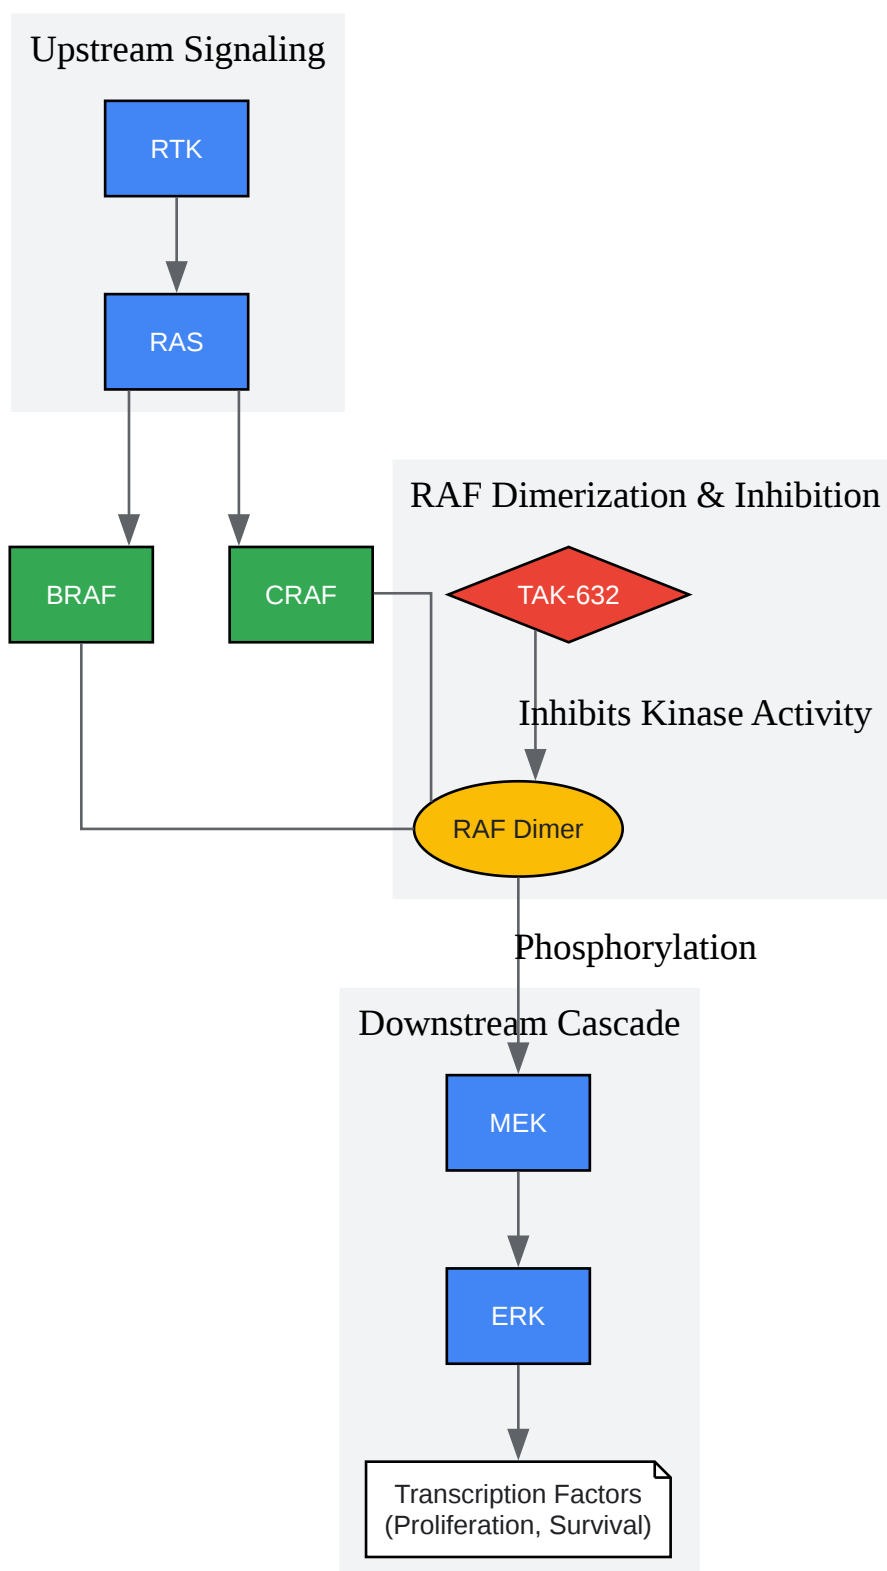 Upstream Signaling
RTK
RAS
BRAF
CRAF
RAF Dimerization & Inhibition
TAK-632
Inhibits Kinase Activity
RAF Dimer
Phosphorylation
Downstream Cascade
MEK
ERK
Transcription Factors
(Proliferation, Survival)